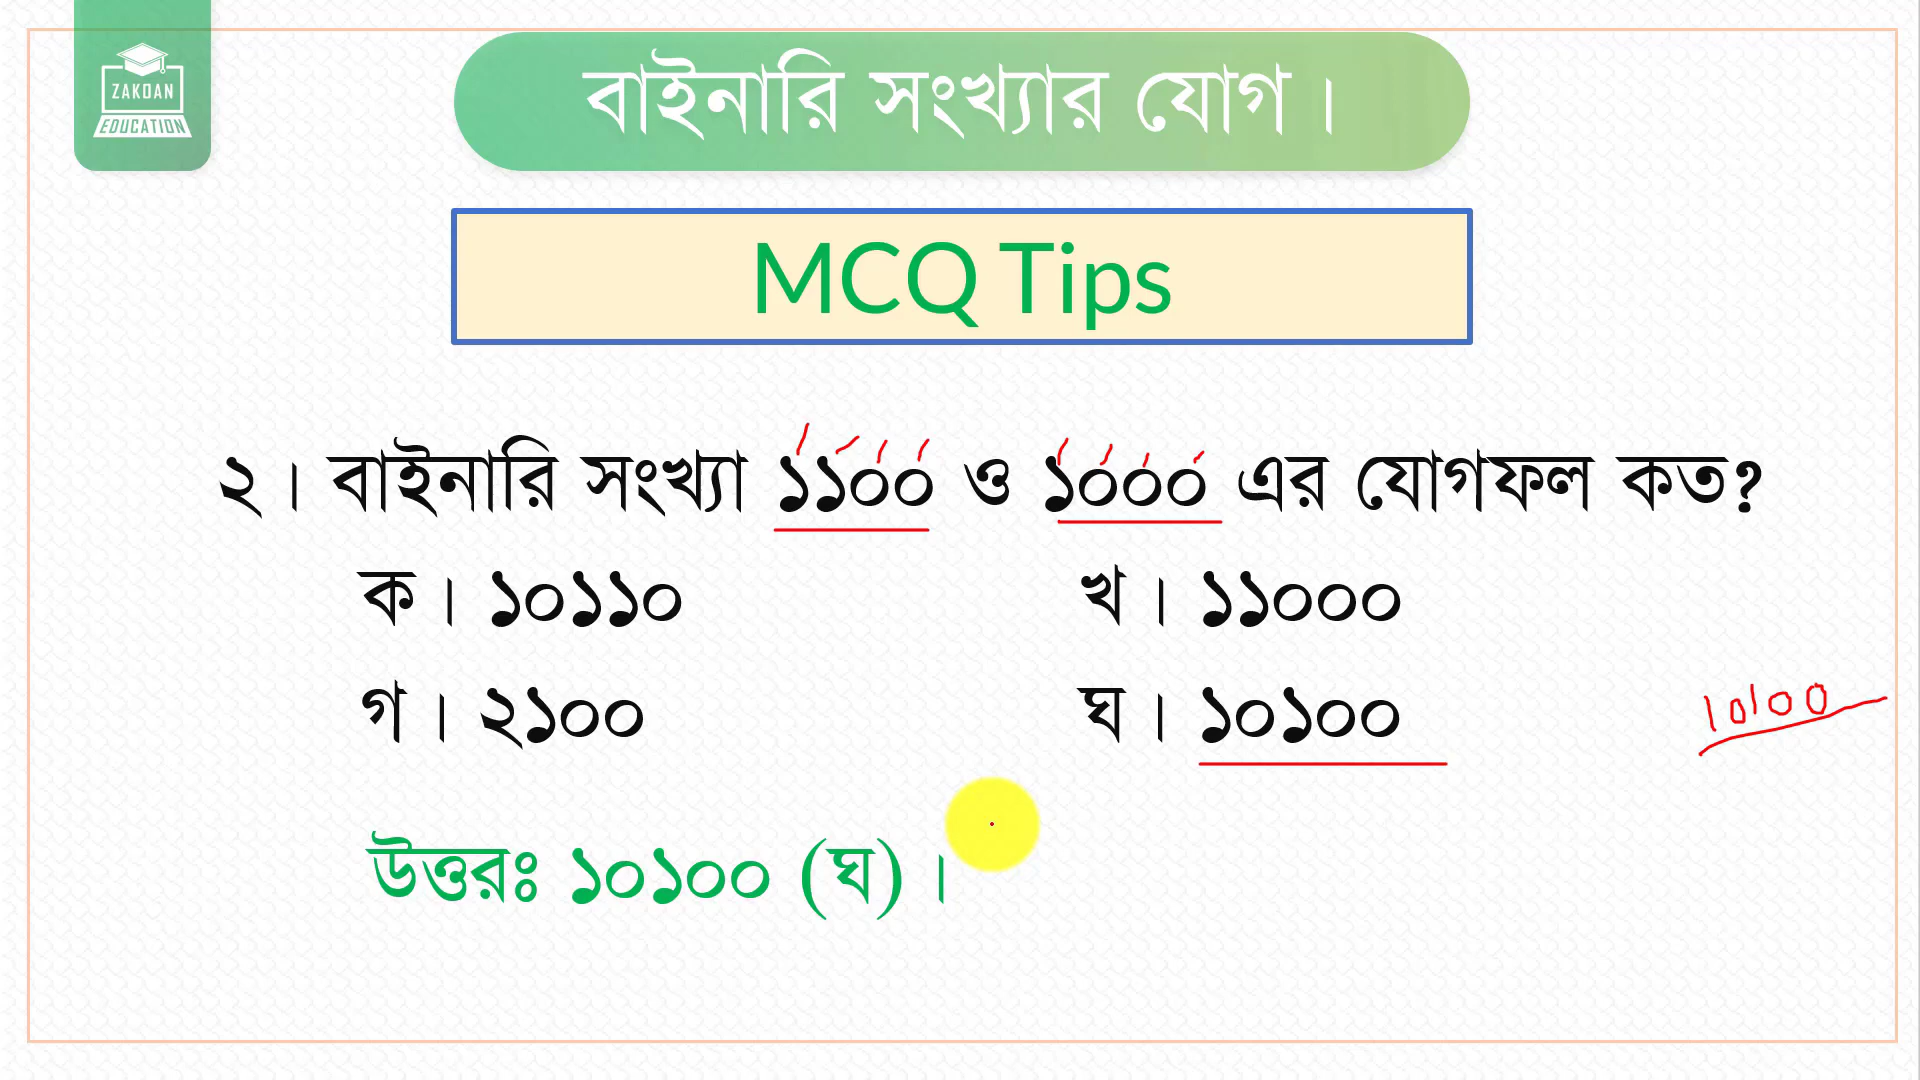 ZAKOAN
EDUCATION
বাইনারি সংখ্যার যোগ।
MCQ Tips
২। বাইনারি সংখ্যা ১১০০ ও ১০০০ এর যোগফল কত?
ক। ১০১১০
খ। ১১০০০
গ। ২১০০
ঘ। ১০১০০
10100
উত্তরঃ ১০১০০ (ঘ)।